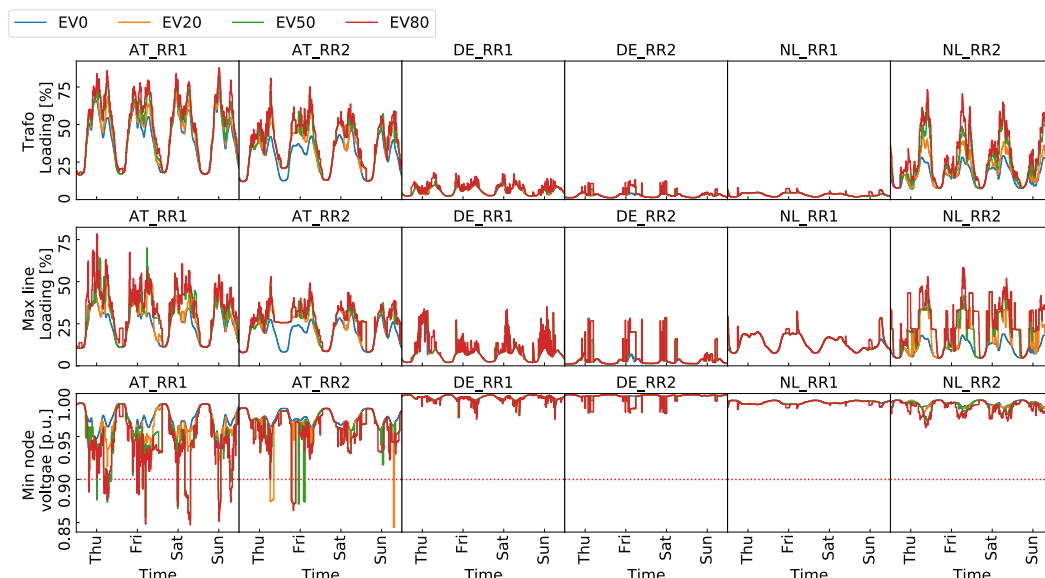 EV0 EV20 EV50 EV80
AT_RR1 AT_RR2 DE_RR1 DE_RR2 NL_RR1 NL_RR2
Trafo
Loading [%]
75
50
25
0
AT_RR1 AT_RR2 DE_RR1 DE_RR2 NL_RR1 NL_RR2
Max line
Loading [%]
75
50
25
0
AT_RR1 AT_RR2 DE_RR1 DE_RR2 NL_RR1 NL_RR2
Min node
voltgae [p.u.]
1.00
0.95
0.90
0.85
Thu Fri Sat Sun Thu Fri Sat Sun Thu Fri Sat Sun Thu Fri Sat Sun Thu Fri Sat Sun Thu Fri Sat Sun
Time Time Time Time Time Time